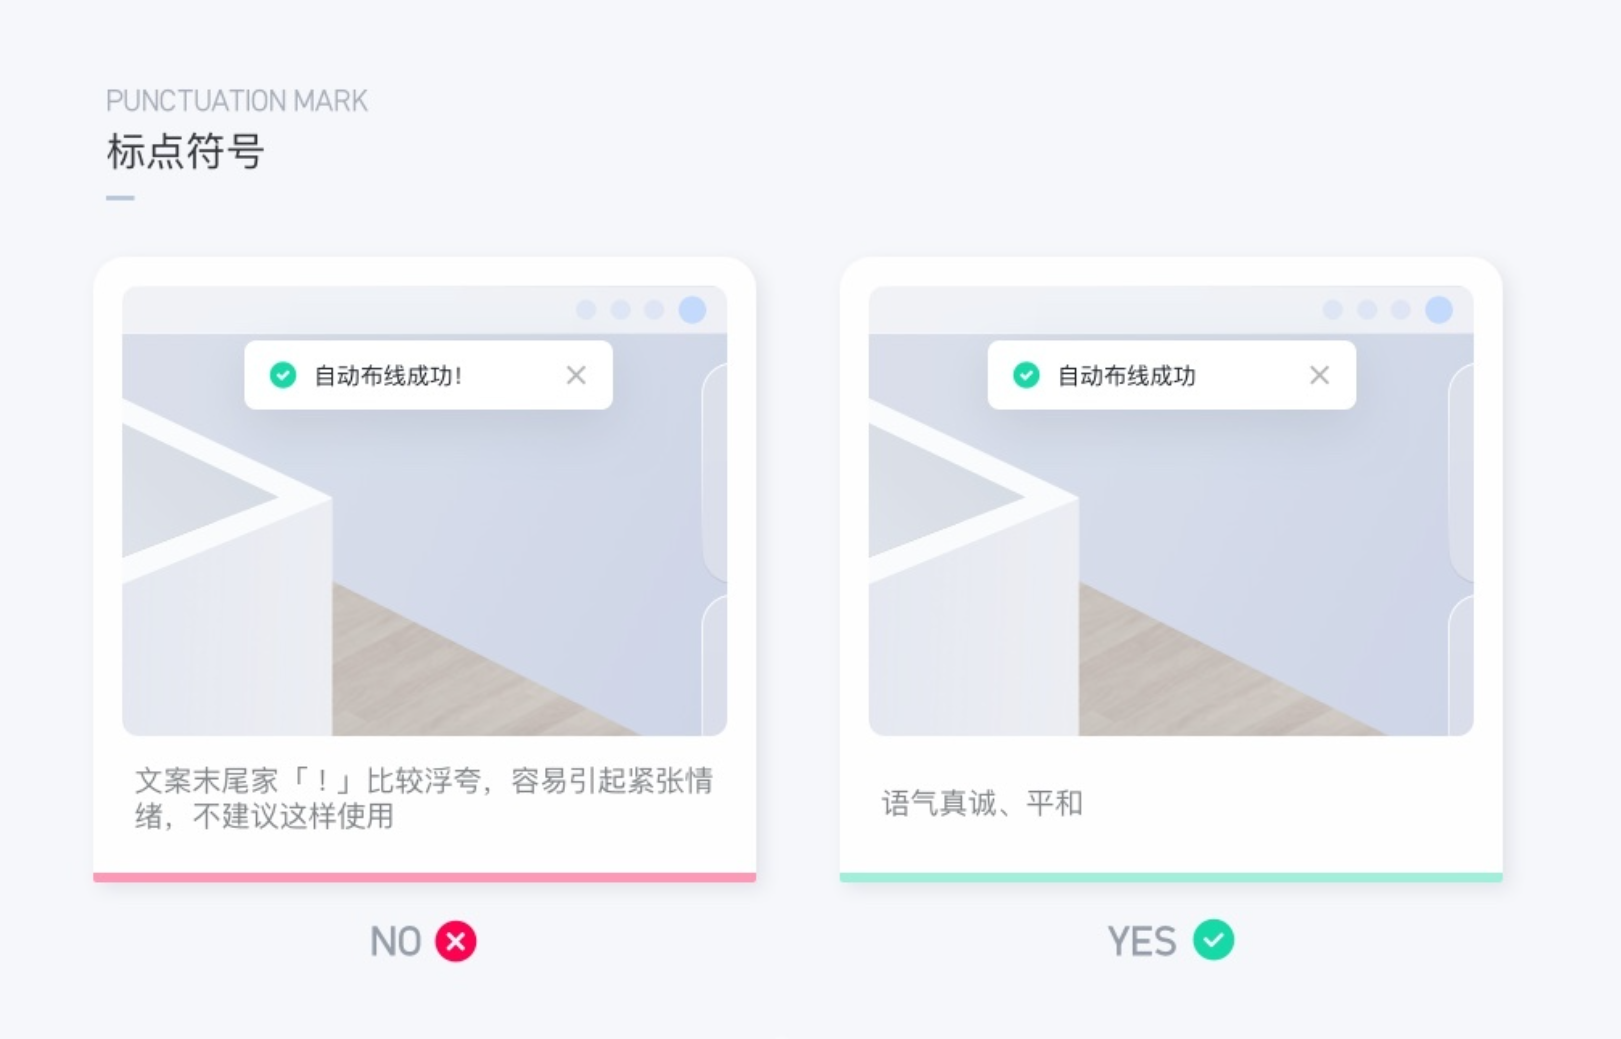 PUNCTUATION MARK
标点符号
自动布线成功!
自动布线成功
文案末尾家「！」比较浮夸，容易引起紧张情
绪，不建议这样使用
语气真诚、平和
NO
YES